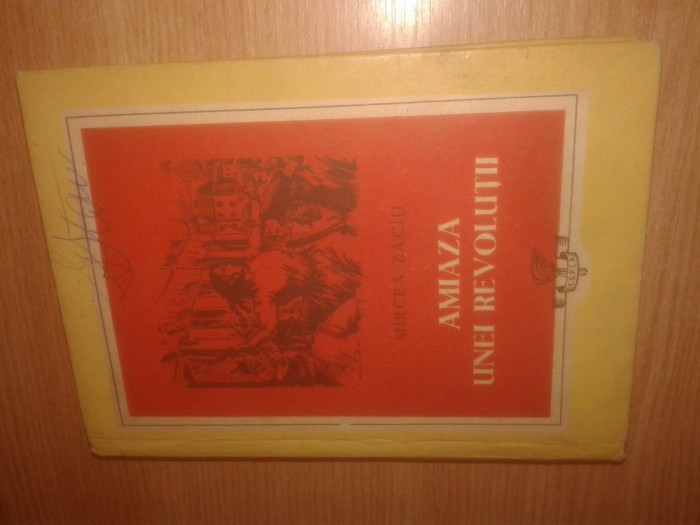 MIRCEA ZACIU
AMIAZA
UNEI REVOLUȚII
E.S.P.L.A.